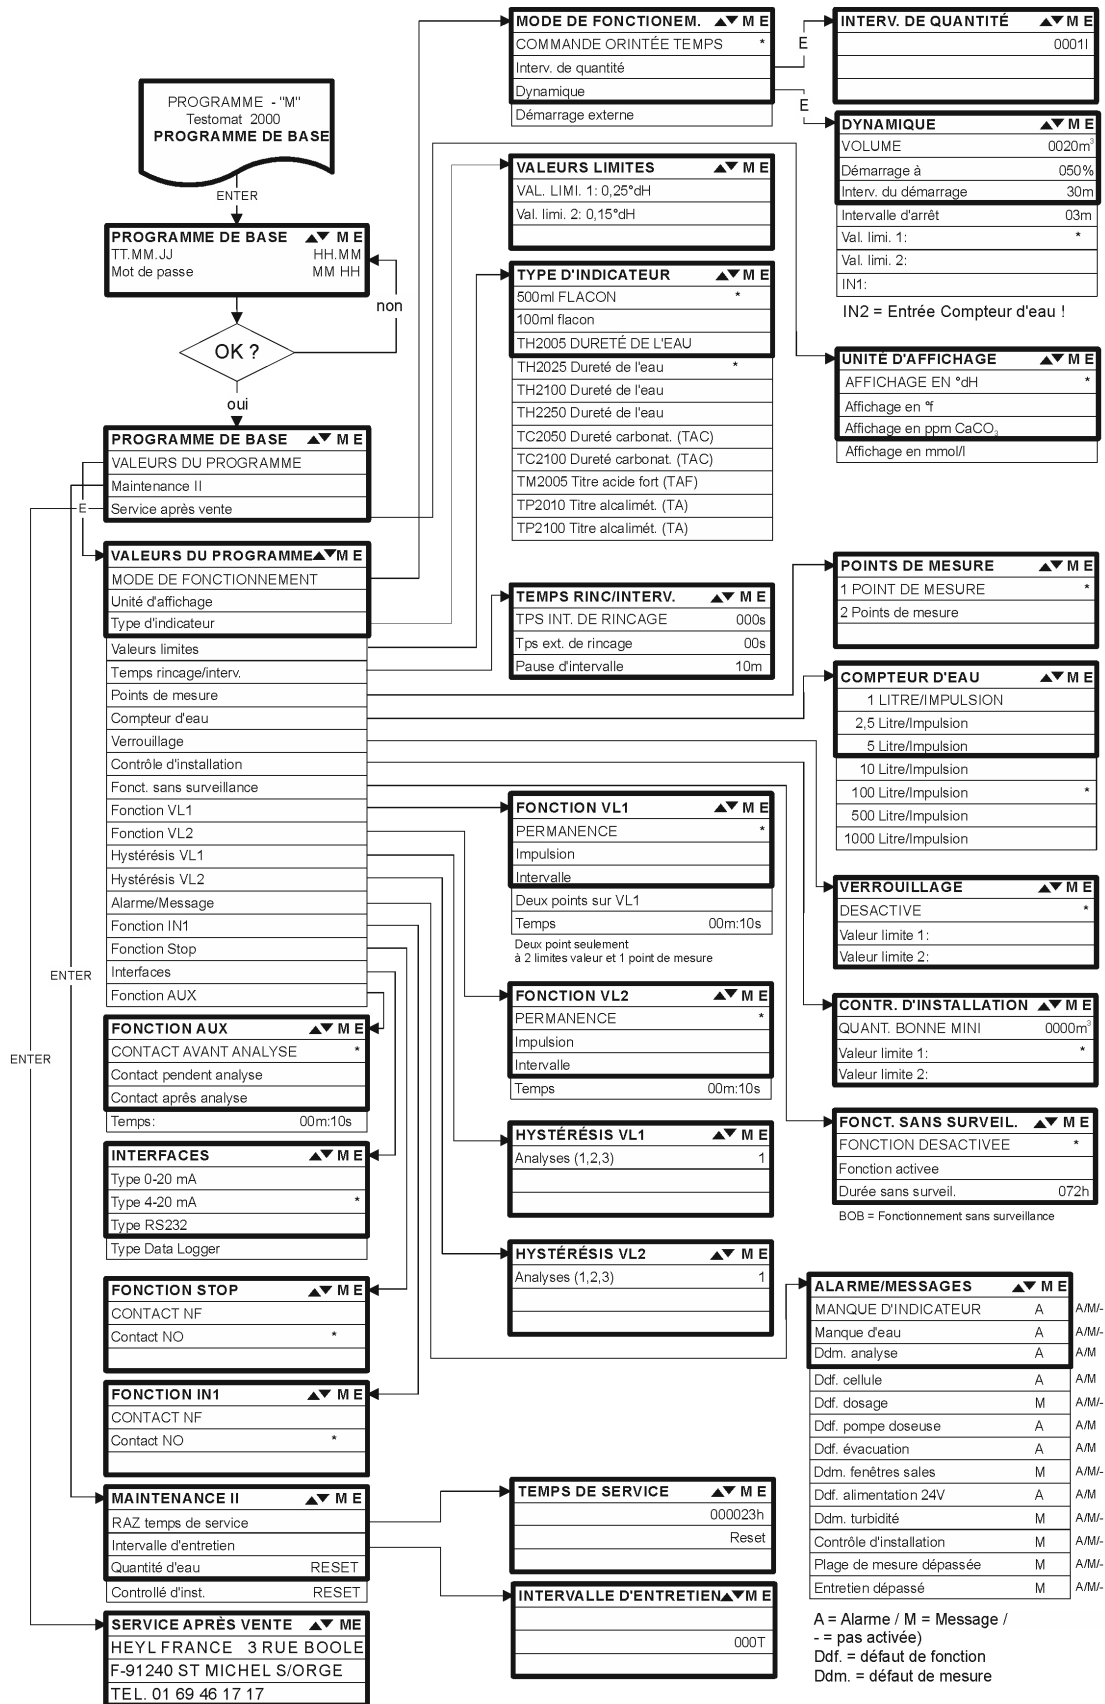 PROGRAMME - "M"
Testomat 2000
PROGRAMME DE BASE
ENTER
PROGRAMME DE BASE ▲▼ M E
TT.MM.JJ HH.MM
Mot de passe MM HH
non
OK ?
oui
PROGRAMME DE BASE ▲▼ M E
VALEURS DU PROGRAMME
Maintenance II
Service après vente
E
VALEURS DU PROGRAMME▲▼M E
MODE DE FONCTIONNEMENT
Unité d'affichage
Type d'indicateur
Valeurs limites
Temps rincage/interv.
Points de mesure
Compteur d'eau
Verrouillage
Contrôle d'installation
Fonct. sans surveillance
Fonction VL1
Fonction VL2
Hystérésis VL1
Hystérésis VL2
Alarme/Message
Fonction IN1
Fonction Stop
Interfaces
Fonction AUX
ENTER
ENTER
FONCTION AUX ▲▼ M E
CONTACT AVANT ANALYSE *
Contact pendent analyse
Contact aprês analyse
Temps: 00m:10s
INTERFACES ▲▼ M E
Type 0-20 mA
Type 4-20 mA *
Type RS232
Type Data Logger
FONCTION STOP ▲▼ M E
CONTACT NF
Contact NO *
FONCTION IN1 ▲▼ M E
CONTACT NF
Contact NO *
MAINTENANCE II ▲▼ M E
RAZ temps de service
Intervalle d'entretien
Quantité d'eau RESET
Controllé d'inst. RESET
SERVICE APRÈS VENTE ▲▼ ME
HEYL FRANCE 3 RUE BOOLE
F-91240 ST MICHEL S/ORGE
TEL. 01 69 46 17 17
MODE DE FONCTIONEM. ▲▼ M E
COMMANDE ORINTÉE TEMPS *
Interv. de quantité
Dynamique
Démarrage externe
E
E
VALEURS LIMITES ▲▼ M E
VAL. LIMI. 1: 0,25°dH
Val. limi. 2: 0,15°dH
TYPE D'INDICATEUR ▲▼ M E
500ml FLACON *
100ml flacon
TH2005 DURETÉ DE L'EAU
TH2025 Dureté de l'eau *
TH2100 Dureté de l'eau
TH2250 Dureté de l'eau
TC2050 Dureté carbonat. (TAC)
TC2100 Dureté carbonat. (TAC)
TM2005 Titre acide fort (TAF)
TP2010 Titre alcalimét. (TA)
TP2100 Titre alcalimét. (TA)
TEMPS RINC/INTERV. ▲▼ M E
TPS INT. DE RINCAGE 000s
Tps ext. de rincage 00s
Pause d'intervalle 10m
FONCTION VL1 ▲▼ M E
PERMANENCE *
Impulsion
Intervalle
Deux points sur VL1
Temps 00m:10s
Deux point seulement
à 2 limites valeur et 1 point de mesure
FONCTION VL2 ▲▼ M E
PERMANENCE *
Impulsion
Intervalle
Temps 00m:10s
HYSTÉRÉSIS VL1 ▲▼ M E
Analyses (1,2,3) 1
HYSTÉRÉSIS VL2 ▲▼ M E
Analyses (1,2,3) 1
TEMPS DE SERVICE ▲▼ M E
000023h
Reset
INTERVALLE D'ENTRETIEN▲▼M E
000T
INTERV. DE QUANTITÉ ▲▼ M E
0001l
DYNAMIQUE ▲▼ M E
VOLUME 0020m³
Démarrage à 050%
Interv. du démarrage 30m
Intervalle d'arrêt 03m
Val. limi. 1: *
Val. limi. 2:
IN1:
IN2 = Entrée Compteur d'eau !
UNITÉ D'AFFICHAGE ▲▼ M E
AFFICHAGE EN °dH *
Affichage en °f
Affichage en ppm CaCO₃
Affichage en mmol/l
POINTS DE MESURE ▲▼ M E
1 POINT DE MESURE *
2 Points de mesure
COMPTEUR D'EAU ▲▼ M E
1 LITRE/IMPULSION
2,5 Litre/Impulsion
5 Litre/Impulsion
10 Litre/Impulsion
100 Litre/Impulsion *
500 Litre/Impulsion
1000 Litre/Impulsion
VERROUILLAGE ▲▼ M E
DESACTIVE *
Valeur limite 1:
Valeur limite 2:
CONTR. D'INSTALLATION ▲▼ M E
QUANT. BONNE MINI 0000m³
Valeur limite 1: *
Valeur limite 2:
FONCT. SANS SURVEIL. ▲▼ M E
FONCTION DESACTIVEE *
Fonction activee
Durée sans surveil. 072h
BOB = Fonctionnement sans surveillance
ALARME/MESSAGES ▲▼ M E
MANQUE D'INDICATEUR A A/M/-
Manque d'eau A A/M/-
Ddm. analyse A A/M
Ddf. cellule A A/M
Ddf. dosage M A/M/-
Ddf. pompe doseuse A A/M
Ddf. évacuation A A/M
Ddm. fenêtres sales M A/M/-
Ddf. alimentation 24V A A/M
Ddm. turbidité M A/M/-
Contrôle d'installation M A/M/-
Plage de mesure dépassée M A/M/-
Entretien dépassé M A/M/-
A = Alarme / M = Message /
- = pas activée)
Ddf. = défaut de fonction
Ddm. = défaut de mesure